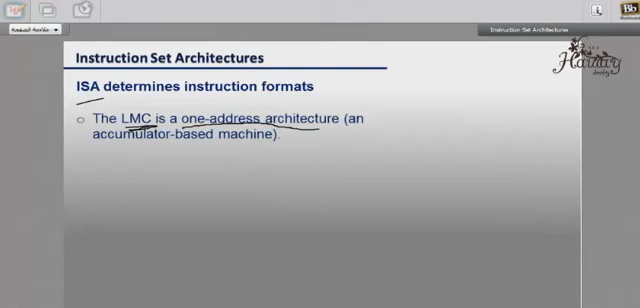 Bb
Instruction Set Architectures
Instruction Set Architectures
ISA determines instruction formats
The LMC is a one-address architecture (an
accumulator-based machine).